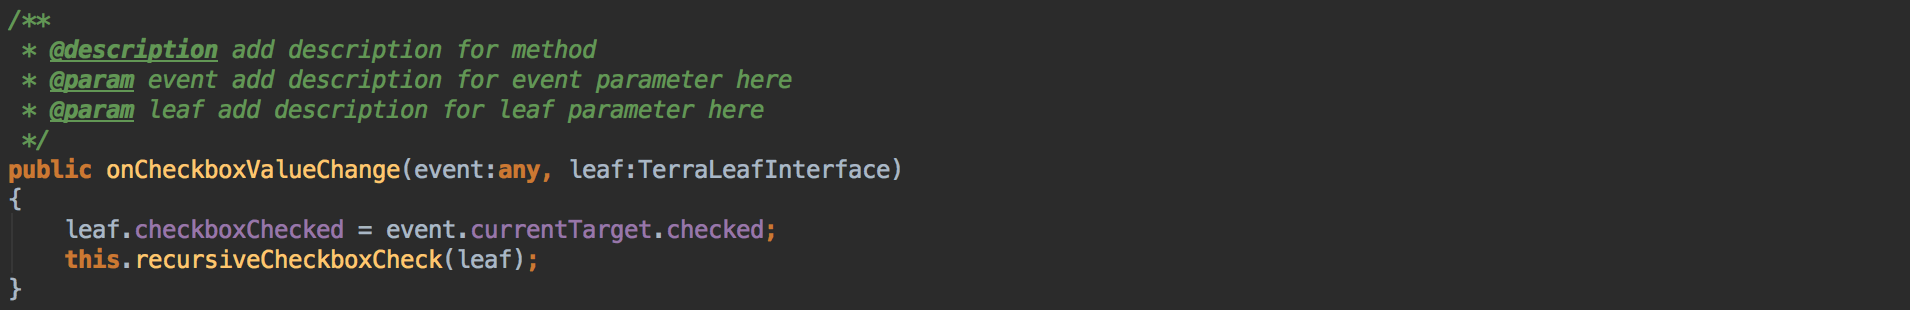 /**
 * @description add description for method
 * @param event add description for event parameter here
 * @param leaf add description for leaf parameter here
 */
public onCheckboxValueChange(event:any, leaf:TerraLeafInterface)
{
    leaf.checkboxChecked = event.currentTarget.checked;
    this.recursiveCheckboxCheck(leaf);
}